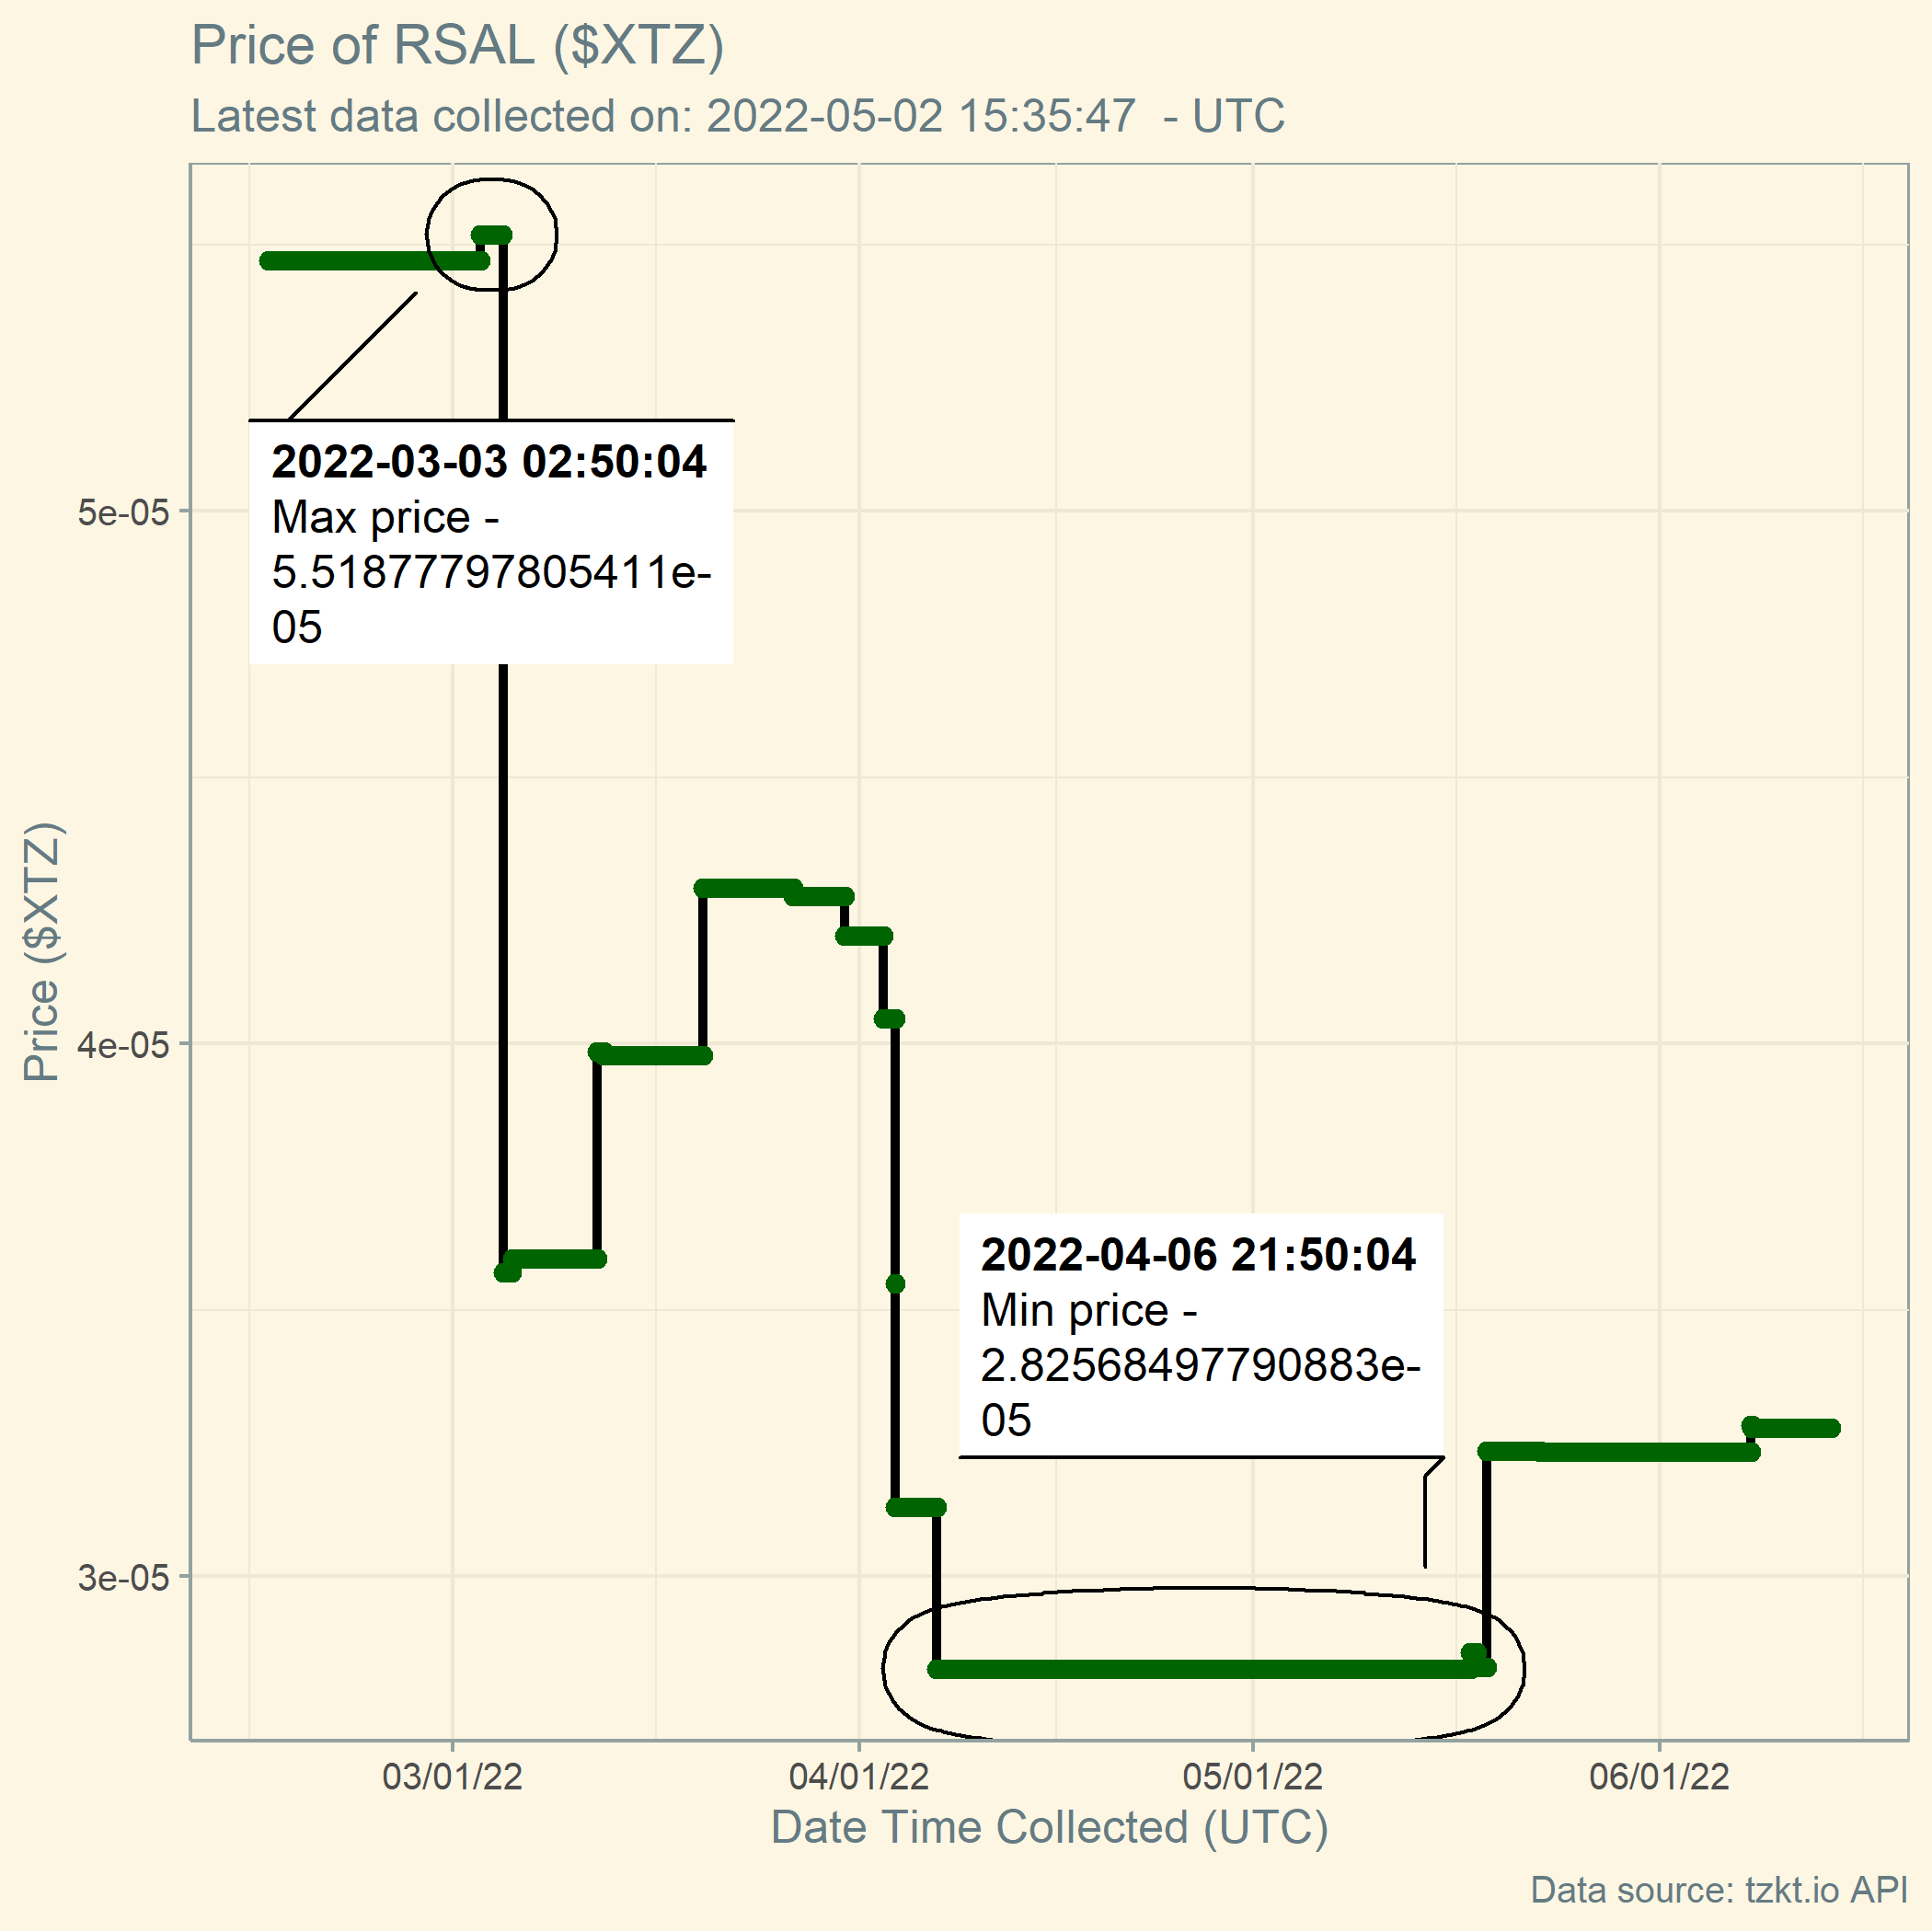 Price of RSAL ($XTZ)
Latest data collected on: 2022-05-02 15:35:47  - UTC
2022-03-03 02:50:04
Max price -
5.51877797805411e-
05
5e-05
Price ($XTZ)
4e-05
2022-04-06 21:50:04
Min price -
2.82568497790883e-
05
3e-05
03/01/22
04/01/22
05/01/22
06/01/22
Date Time Collected (UTC)
Data source: tzkt.io API